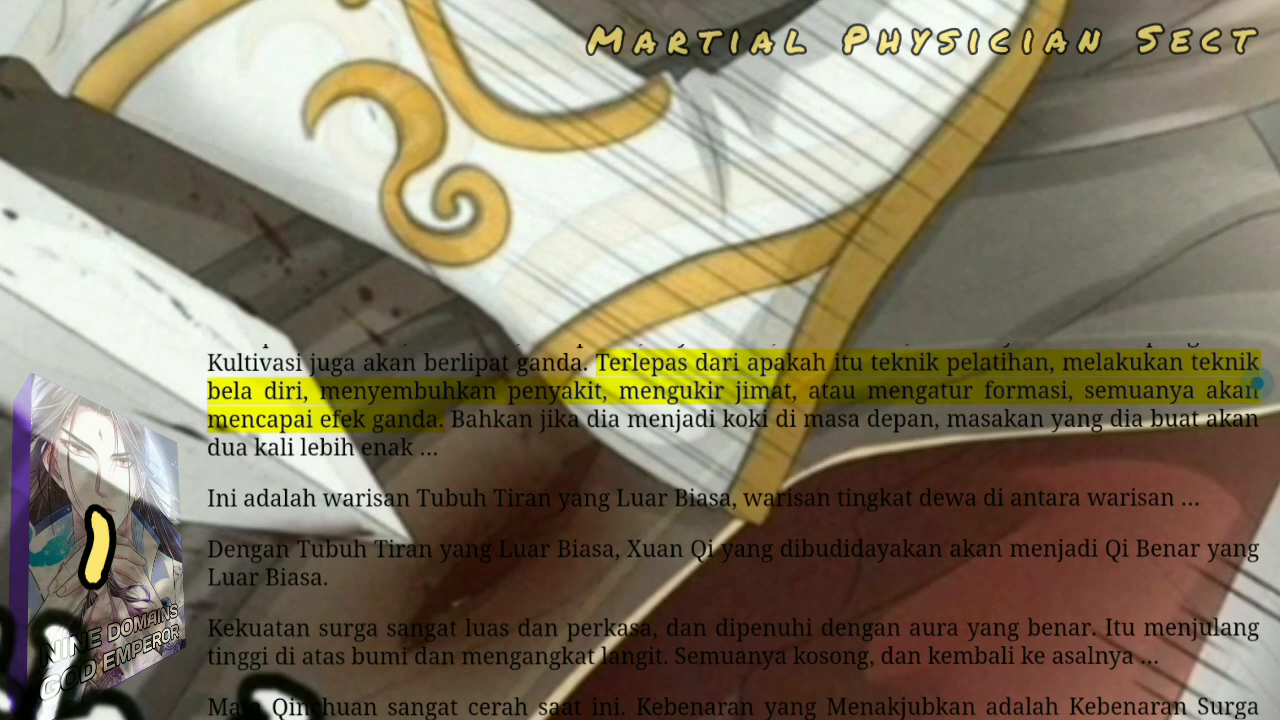 MARTIAL PHYSICIAN SECT
Kultivasi juga akan berlipat ganda. Terlepas dari apakah itu teknik pelatihan, melakukan teknik
bela diri, menyembuhkan penyakit, mengukir jimat, atau mengatur formasi, semuanya akan
mencapai efek ganda. Bahkan jika dia menjadi koki di masa depan, masakan yang dia buat akan
dua kali lebih enak ...
Ini adalah warisan Tubuh Tiran yang Luar Biasa, warisan tingkat dewa di antara warisan ...
Dengan Tubuh Tiran yang Luar Biasa, Xuan Qi yang dibudidayakan akan menjadi Qi Benar yang
Luar Biasa.
Kekuatan surga sangat luas dan perkasa, dan dipenuhi dengan aura yang benar. Itu menjulang
tinggi di atas bumi dan mengangkat langit. Semuanya kosong, dan kembali ke asalnya ...
Mata Qinchuan sangat cerah saat ini. Kebenaran yang Menakjubkan adalah Kebenaran Surga
NINE DOMAINS
GOD EMPEROR